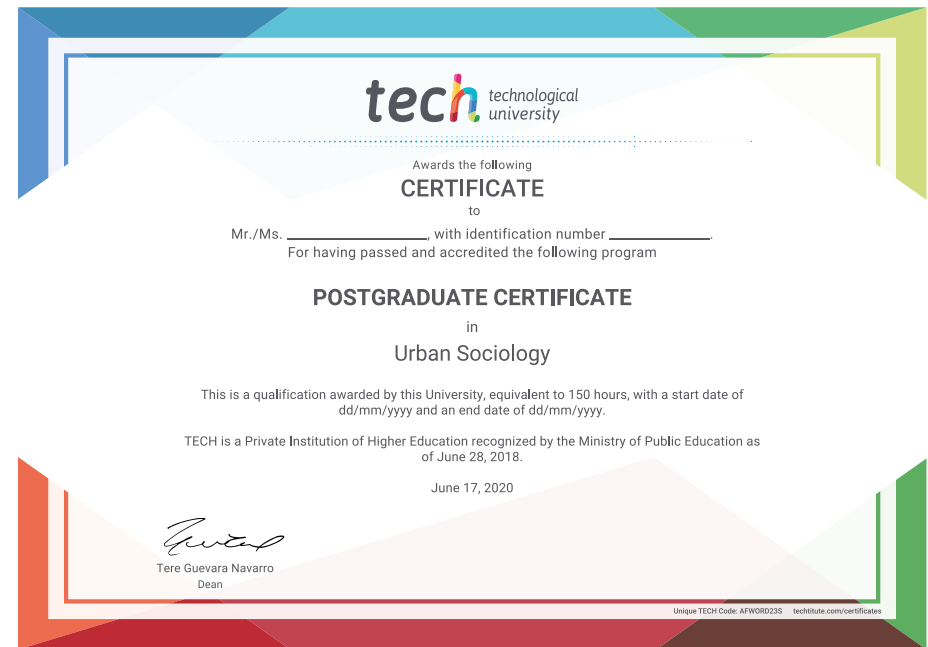 tech technological
university
Awards the following
CERTIFICATE
to
Mr./Ms. ____________________, with identification number ______________.
For having passed and accredited the following program
POSTGRADUATE CERTIFICATE
in
Urban Sociology
This is a qualification awarded by this University, equivalent to 150 hours, with a start date of
dd/mm/yyyy and an end date of dd/mm/yyyy.
TECH is a Private Institution of Higher Education recognized by the Ministry of Public Education as
of June 28, 2018.
June 17, 2020
Tere Guevara Navarro
Dean
Unique TECH Code: AFWORD23S techtitute.com/certificates